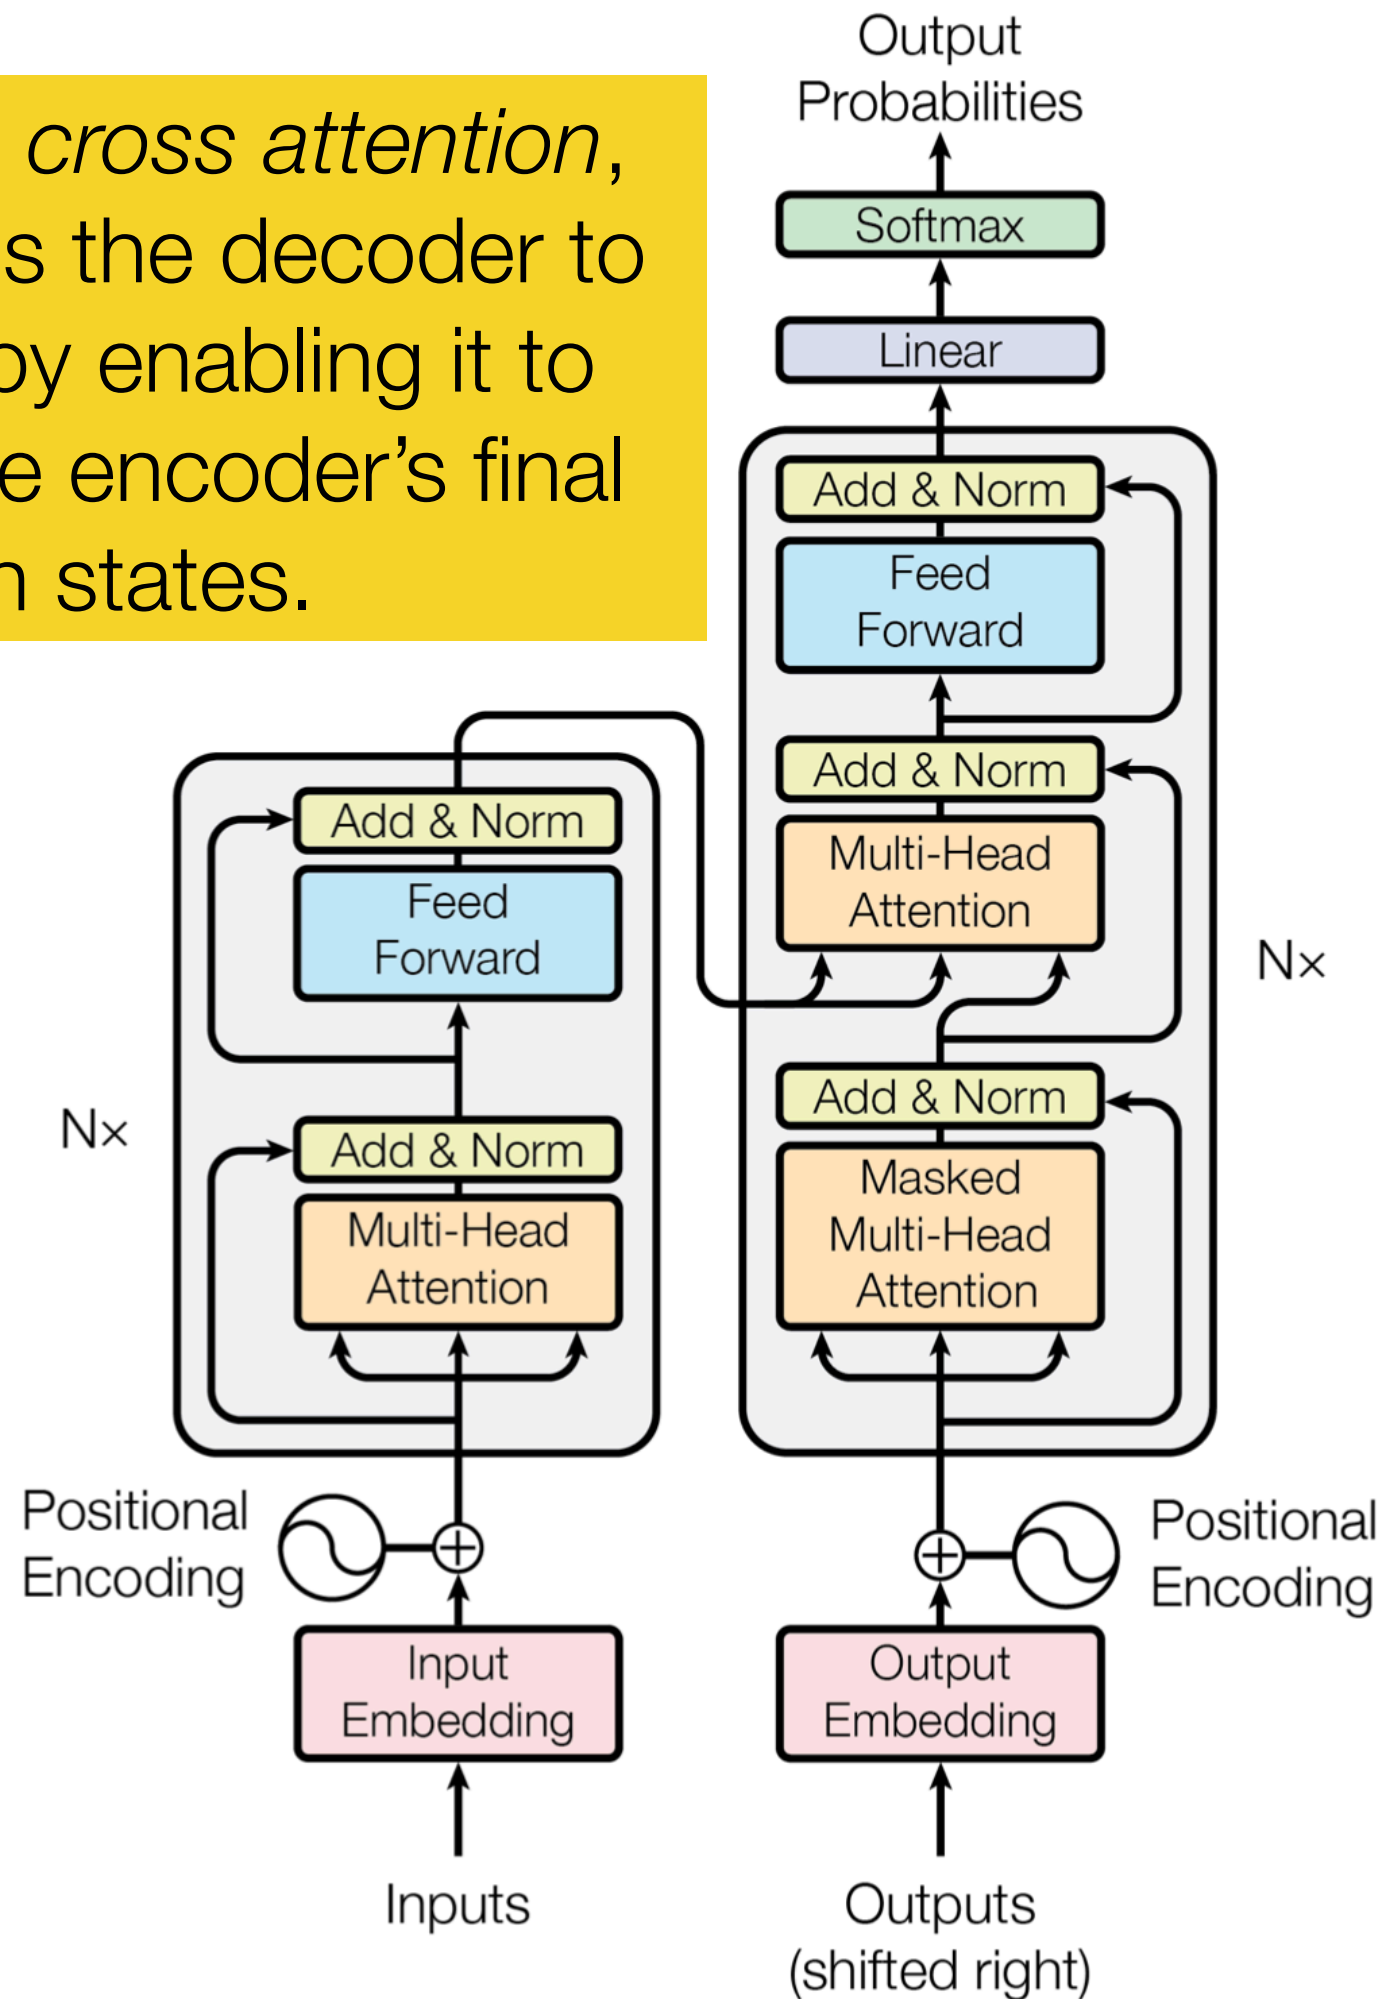 cross attention,
s the decoder to
by enabling it to
e encoder's final
n states.
Output
Probabilities
Softmax
Linear
Add & Norm
Feed
Forward
Add & Norm
Multi-Head
Attention
N×
Add & Norm
Masked
Multi-Head
Attention
Add & Norm
Feed
Forward
N×
Add & Norm
Multi-Head
Attention
Positional
Encoding
Positional
Encoding
Input
Embedding
Output
Embedding
Inputs
Outputs
(shifted right)